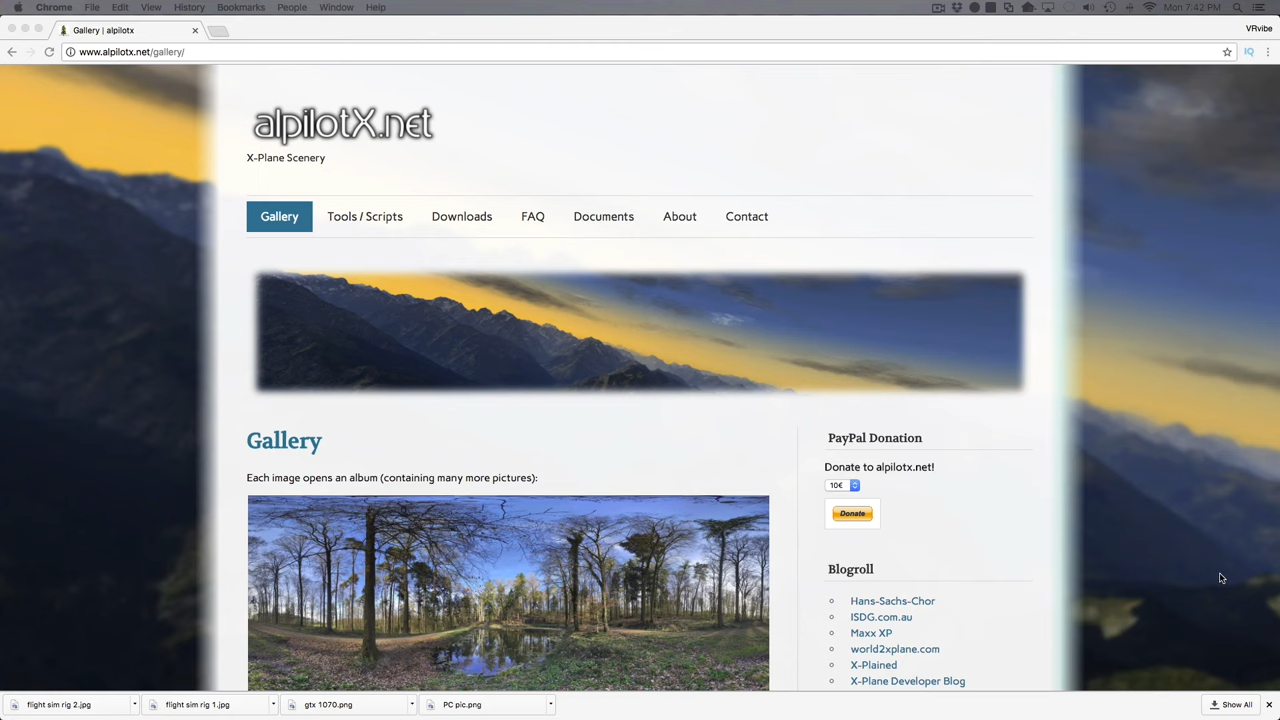 Chrome File Edit View History Bookmarks People Window Help Mon 7:42 PM
Gallery | alpilotx VRvibe
www.alpilotx.net/gallery/ IQ
alpilotX.net
X-Plane Scenery
Gallery Tools / Scripts Downloads FAQ Documents About Contact
Gallery
Each image opens an album (containing many more pictures):
PayPal Donation
Donate to alpilotx.net!
10€
Donate
Blogroll
Hans-Sachs-Chor
ISDG.com.au
Maxx XP
world2xplane.com
X-Plained
X-Plane Developer Blog
flight sim rig 2.jpg flight sim rig 1.jpg gtx 1070.png PC pic.png Show All